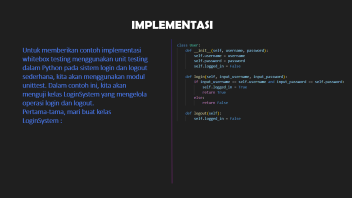 IMPLEMENTASI
Untuk memberikan contoh implementasi
whitebox testing menggunakan unit testing
dalam Python pada sistem login dan logout
sederhana, kita akan menggunakan modul
unittest. Dalam contoh ini, kita akan
menguji kelas LoginSystem yang mengelola
operasi login dan logout.
Pertama-tama, mari buat kelas
LoginSystem :
def __init__(self, username, password):
self.username = username
self.password = password
self.logged_in = False
def login(self, input_username, input_password):
if input_username == self.username and input_password == self.password:
self.logged_in = True
return True
else:
return False
def logout(self):
self.logged_in = False